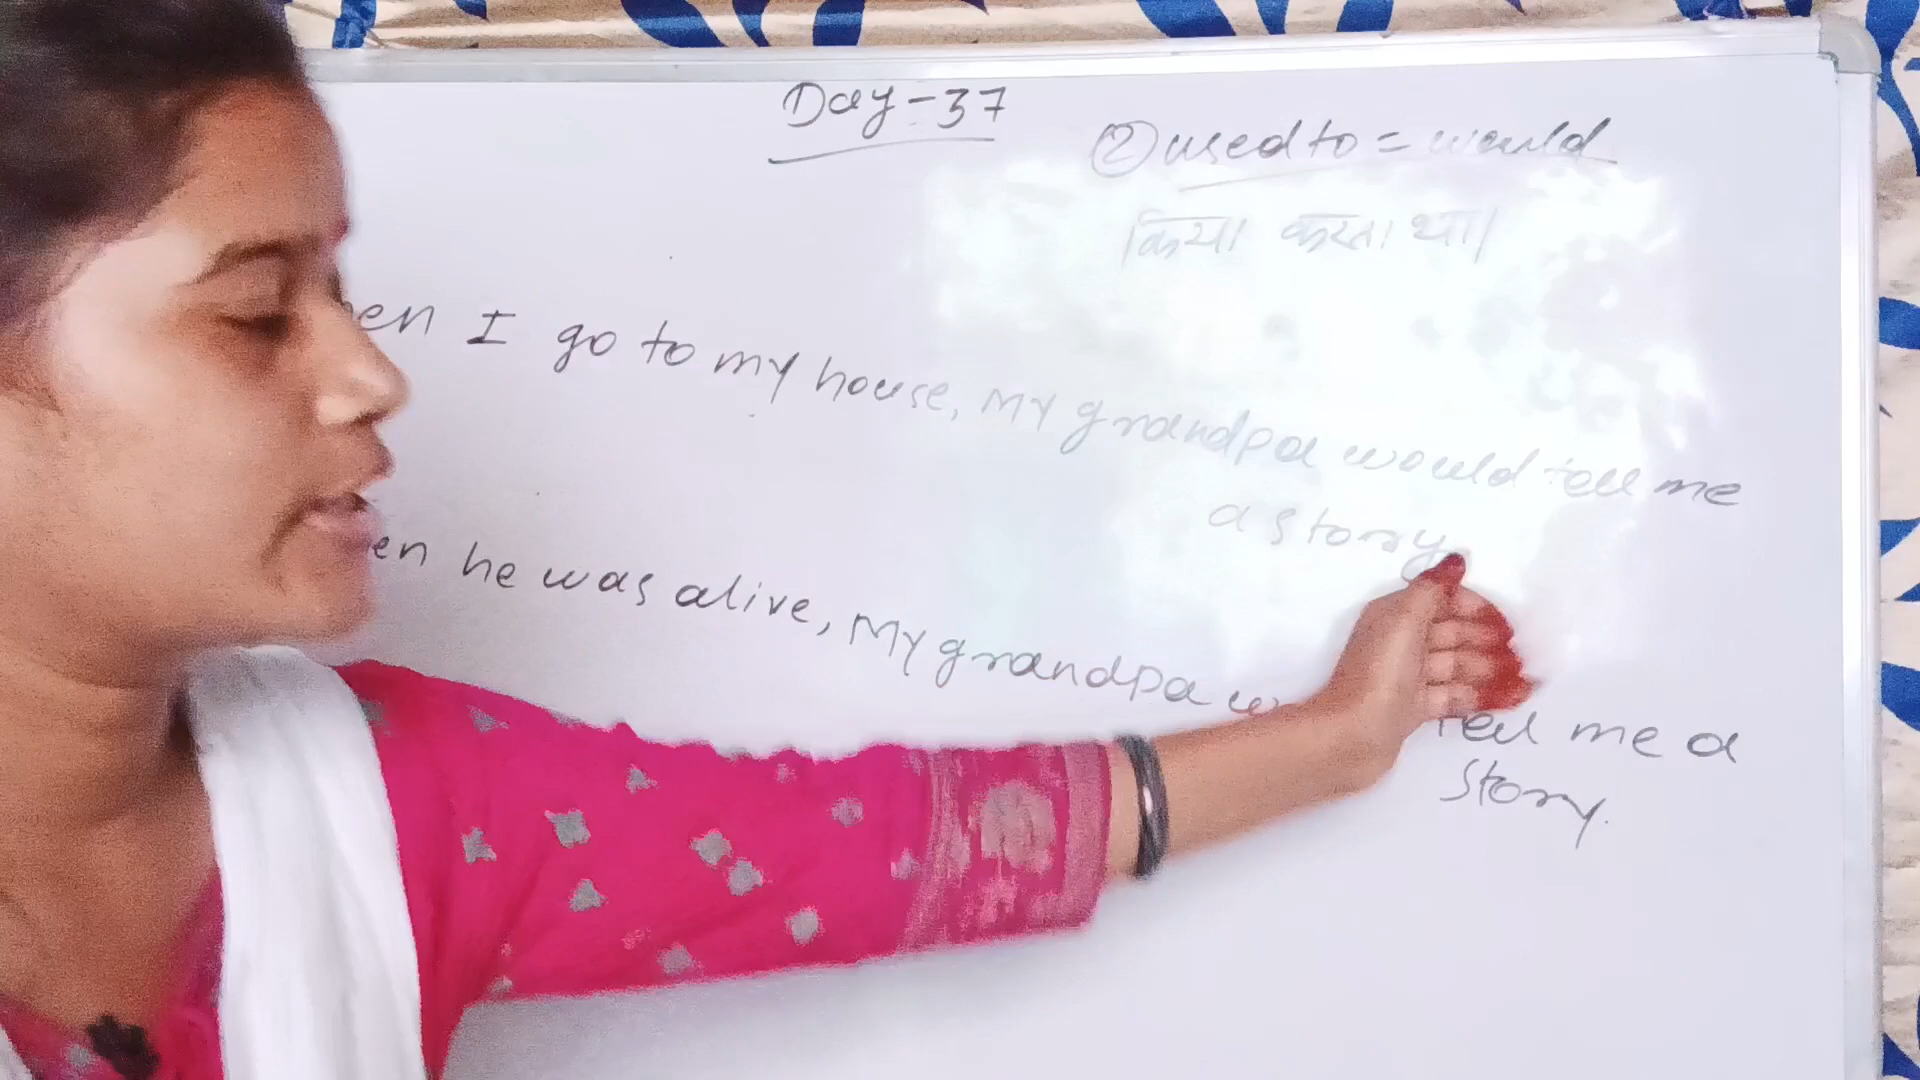 Day-37
② used to = would
किया करता था।
en I go to my house, My grandpa would tell me
a story
en he was alive, My grandpa w tell me a
story.